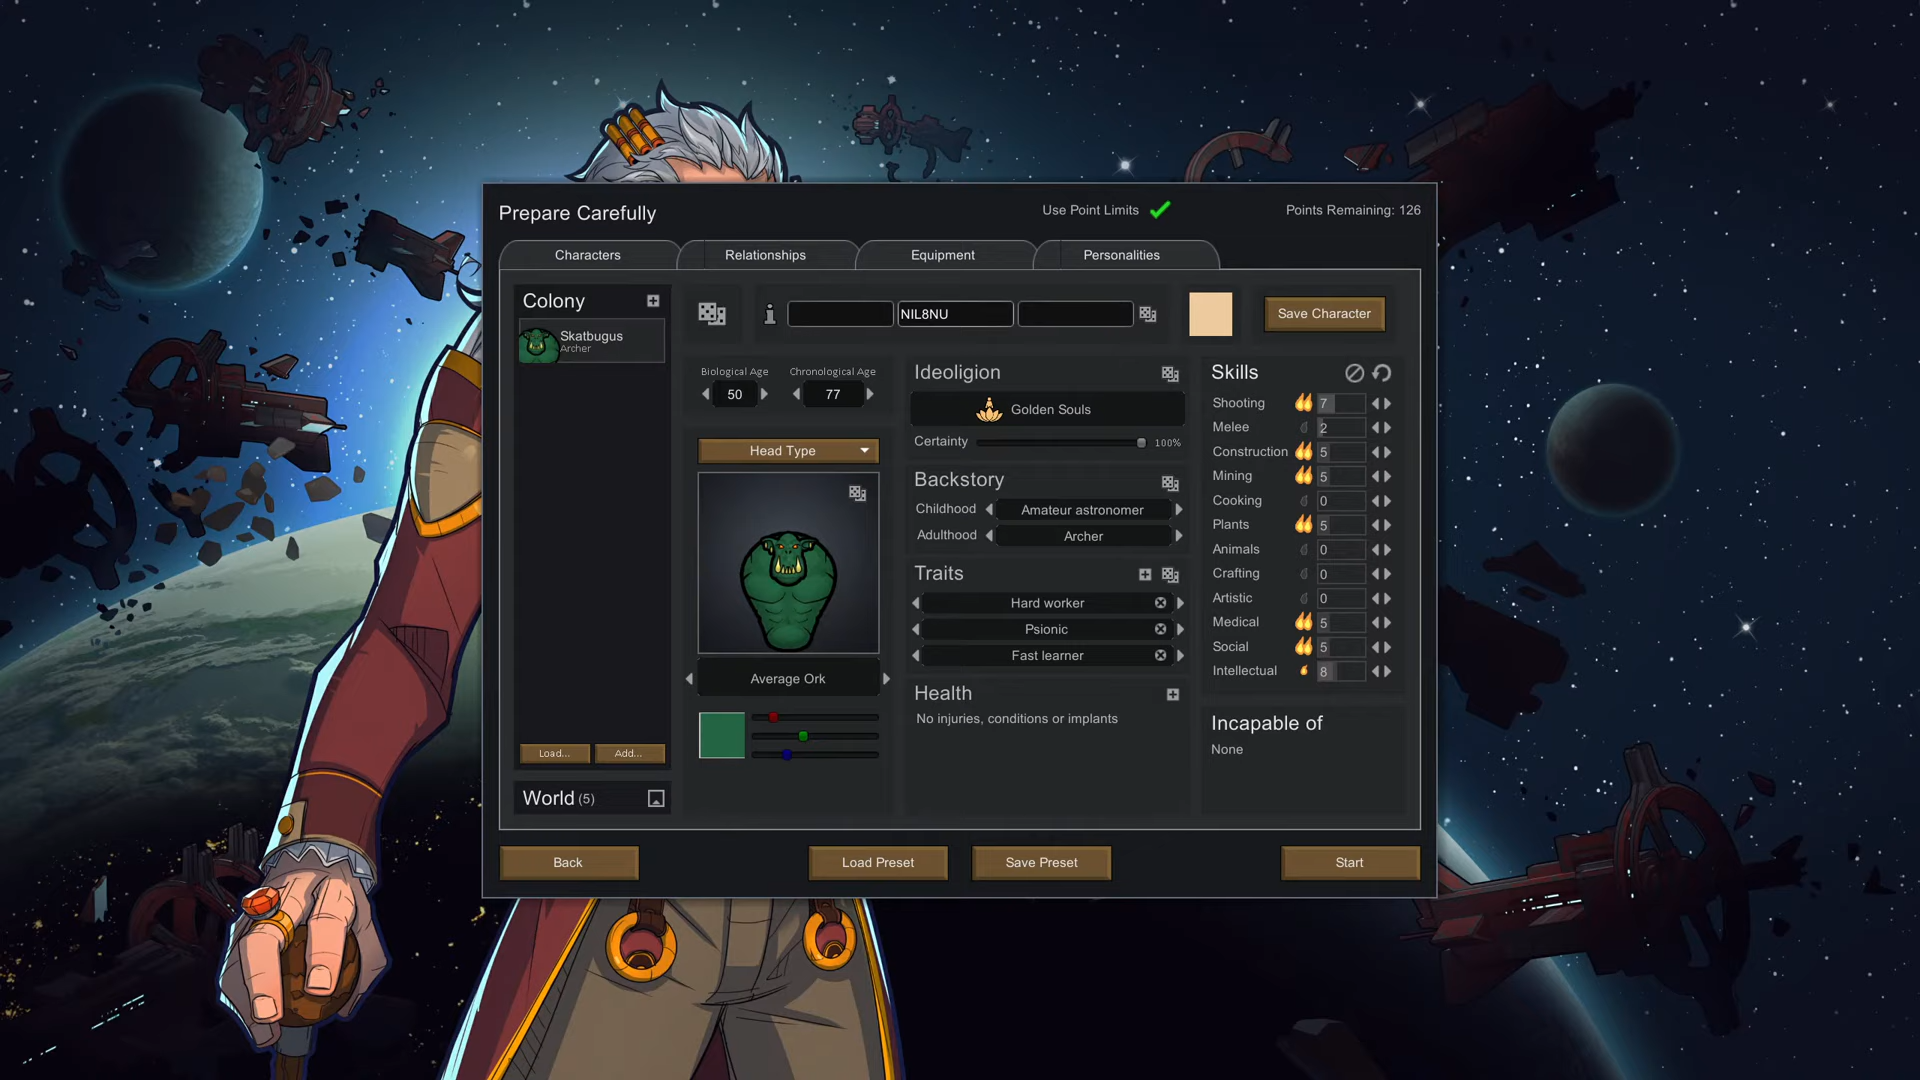 Prepare Carefully
Use Point Limits
Points Remaining: 126
Characters
Relationships
Equipment
Personalities
Colony
Skatbugus
Archer
Load...
Add...
World (5)
NIL8NU
Save Character
Biological Age
50
Chronological Age
77
Head Type
Average Ork
Ideoligion
Golden Souls
Certainty 100%
Backstory
Childhood Amateur astronomer
Adulthood Archer
Traits
Hard worker
Psionic
Fast learner
Health
No injuries, conditions or implants
Skills
Shooting 7
Melee 2
Construction 5
Mining 5
Cooking 0
Plants 5
Animals 0
Crafting 0
Artistic 0
Medical 5
Social 5
Intellectual 8
Incapable of
None
Back
Load Preset
Save Preset
Start